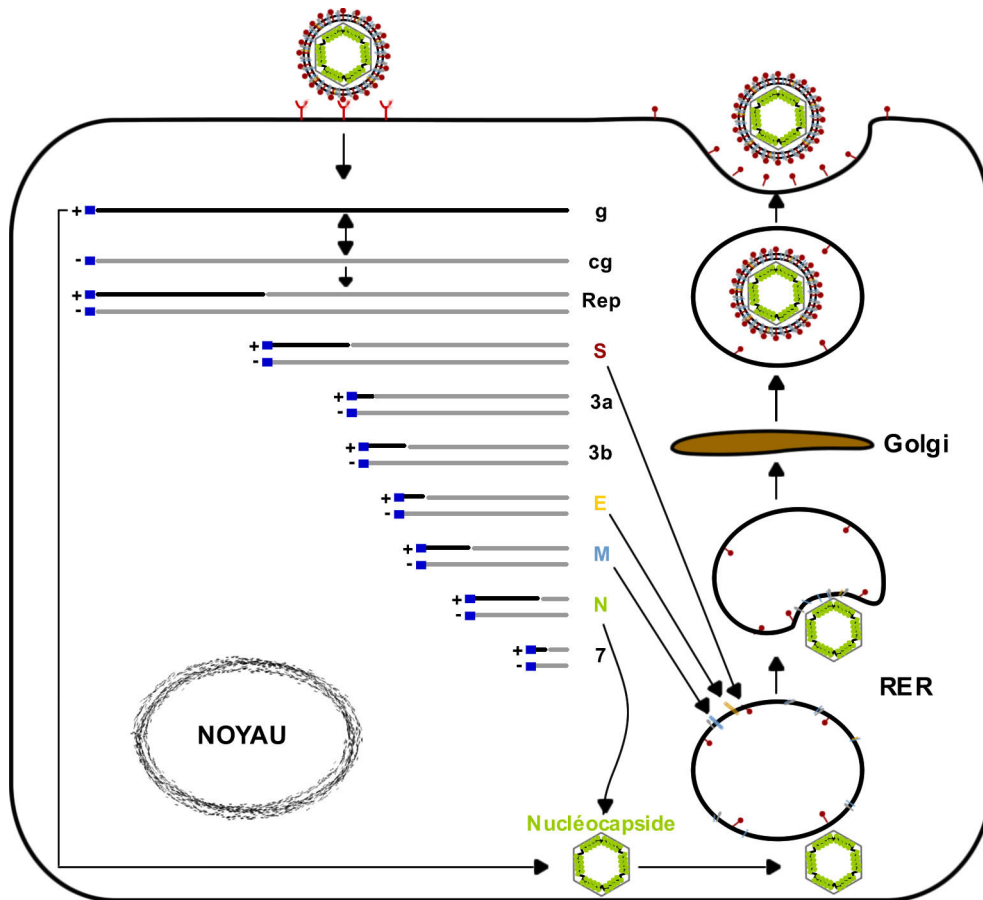 + g
- cg
+ Rep
-
+ S
-
+ 3a
-
+ 3b
-
+ E
-
+ M
-
+ N
-
+ 7
-
Golgi
RER
NOYAU
Nucléocapside